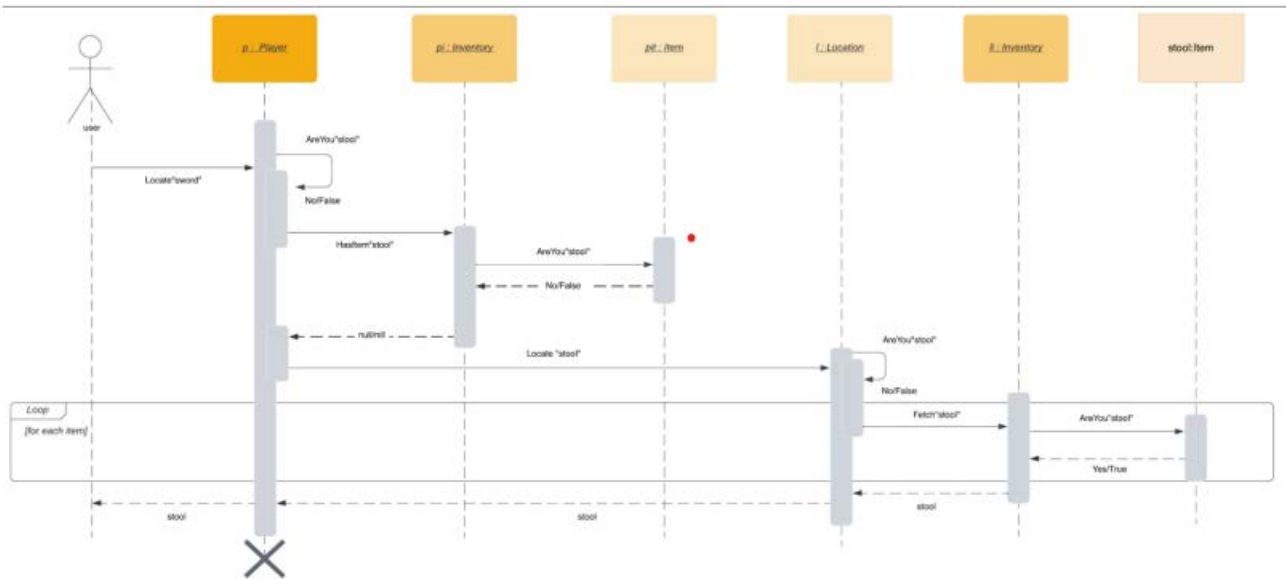 p : Player
pi : Inventory
pit : Item
l : Location
li : Inventory
stool:Item
user
AreYou"stool"
Locate"sword"
No/False
HasItem"stool"
AreYou"stool"
No/False
null/nill
AreYou"stool"
Locate "stool"
No/False
Loop
Fetch"stool"
AreYou"stool"
[for each item]
Yes/True
stool
stool
stool